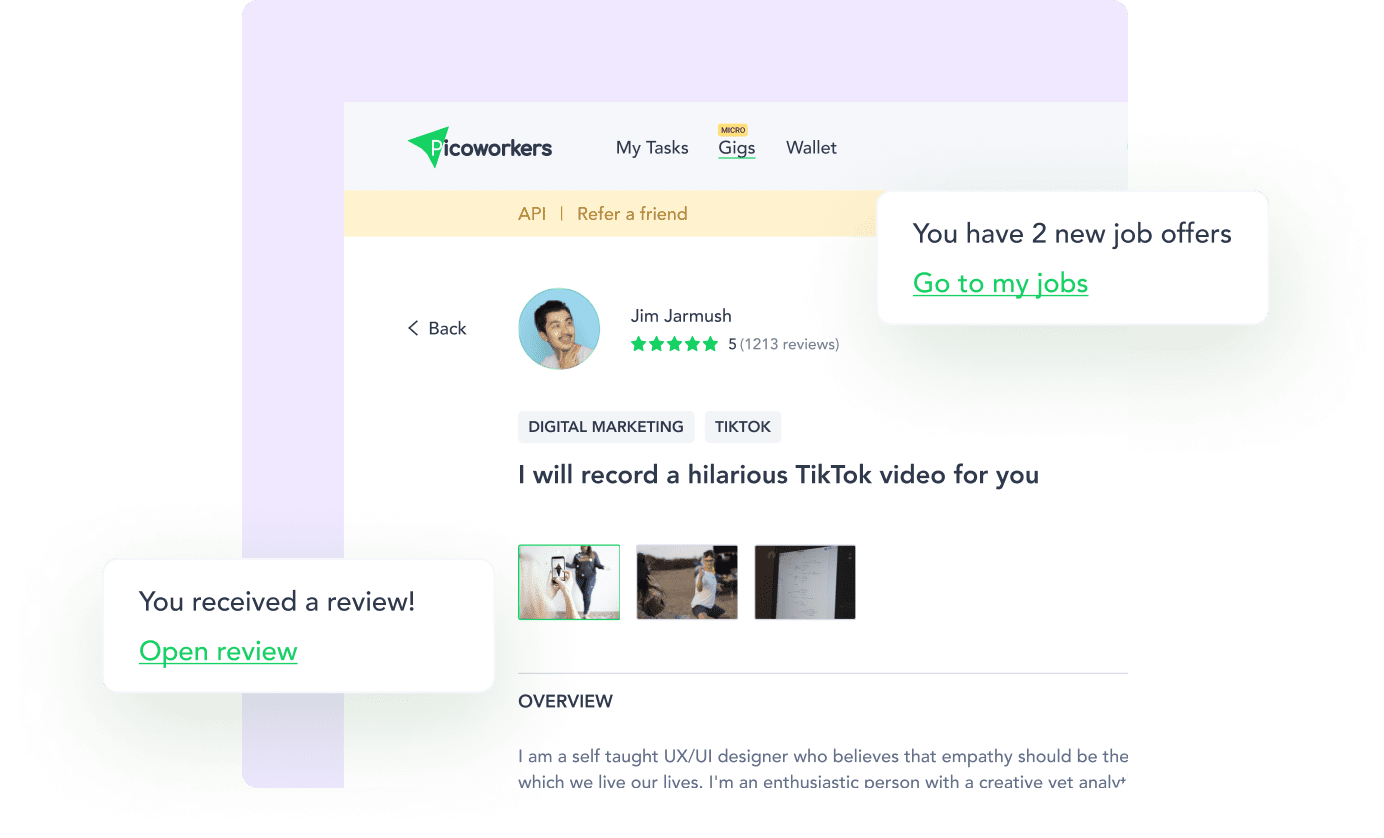 Picoworkers
My Tasks
MICRO
Gigs
Wallet
API | Refer a friend
You have 2 new job offers
Go to my jobs
Back
Jim Jarmush
5 (1213 reviews)
DIGITAL MARKETING
TIKTOK
I will record a hilarious TikTok video for you
You received a review!
Open review
OVERVIEW
I am a self taught UX/UI designer who believes that empathy should be the
which we live our lives. I'm an enthusiastic person with a creative yet